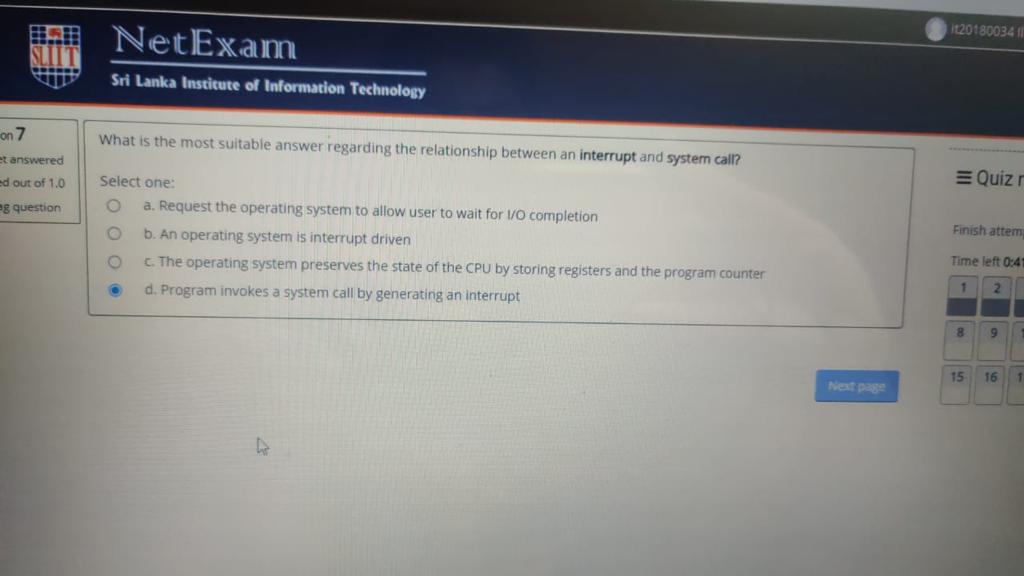 SLIIT
NetExam
Sri Lanka Institute of Information Technology
it20180034
on 7
et answered
ed out of 1.0
ag question
What is the most suitable answer regarding the relationship between an interrupt and system call?
Select one:
a. Request the operating system to allow user to wait for I/O completion
b. An operating system is interrupt driven
c. The operating system preserves the state of the CPU by storing registers and the program counter
d. Program invokes a system call by generating an interrupt
Next page
Quiz
Finish attem
Time left 0:41
1 2
8 9
15 16 1